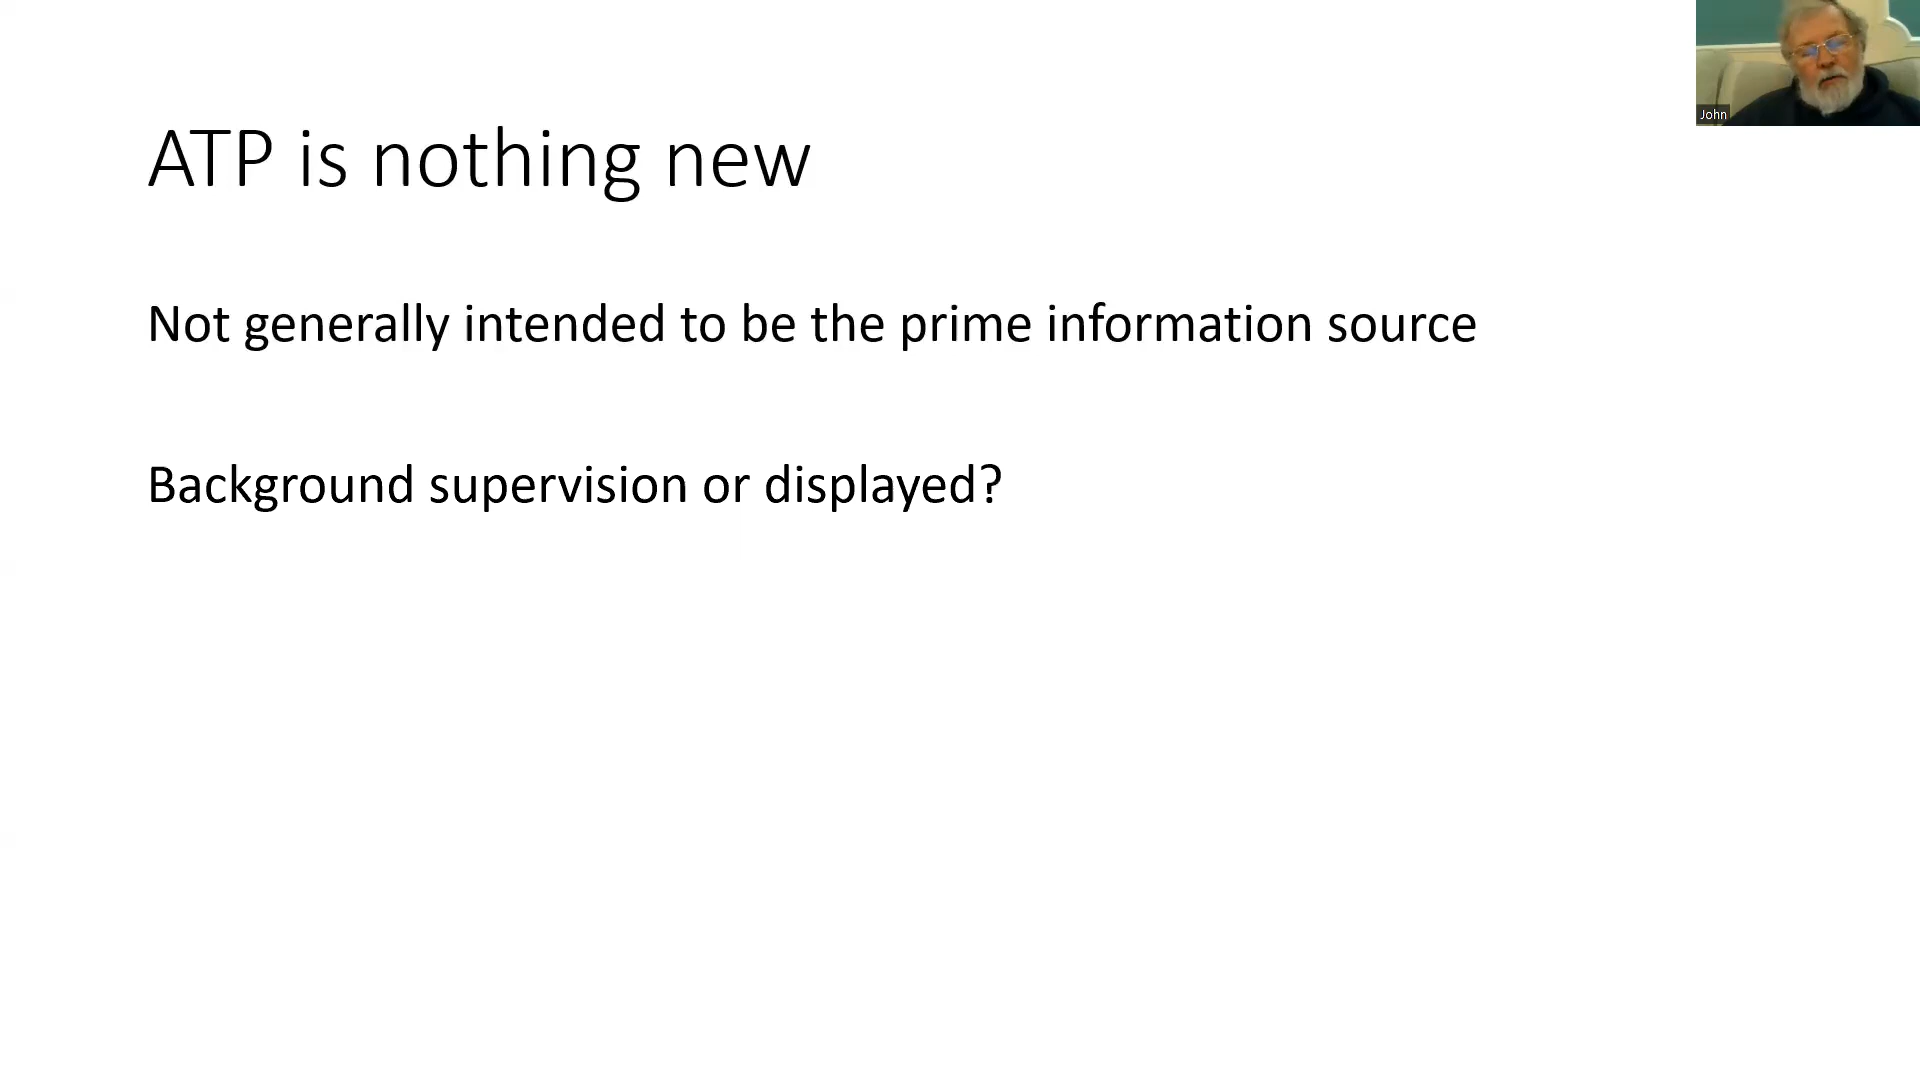 John
ATP is nothing new
Not generally intended to be the prime information source
Background supervision or displayed?